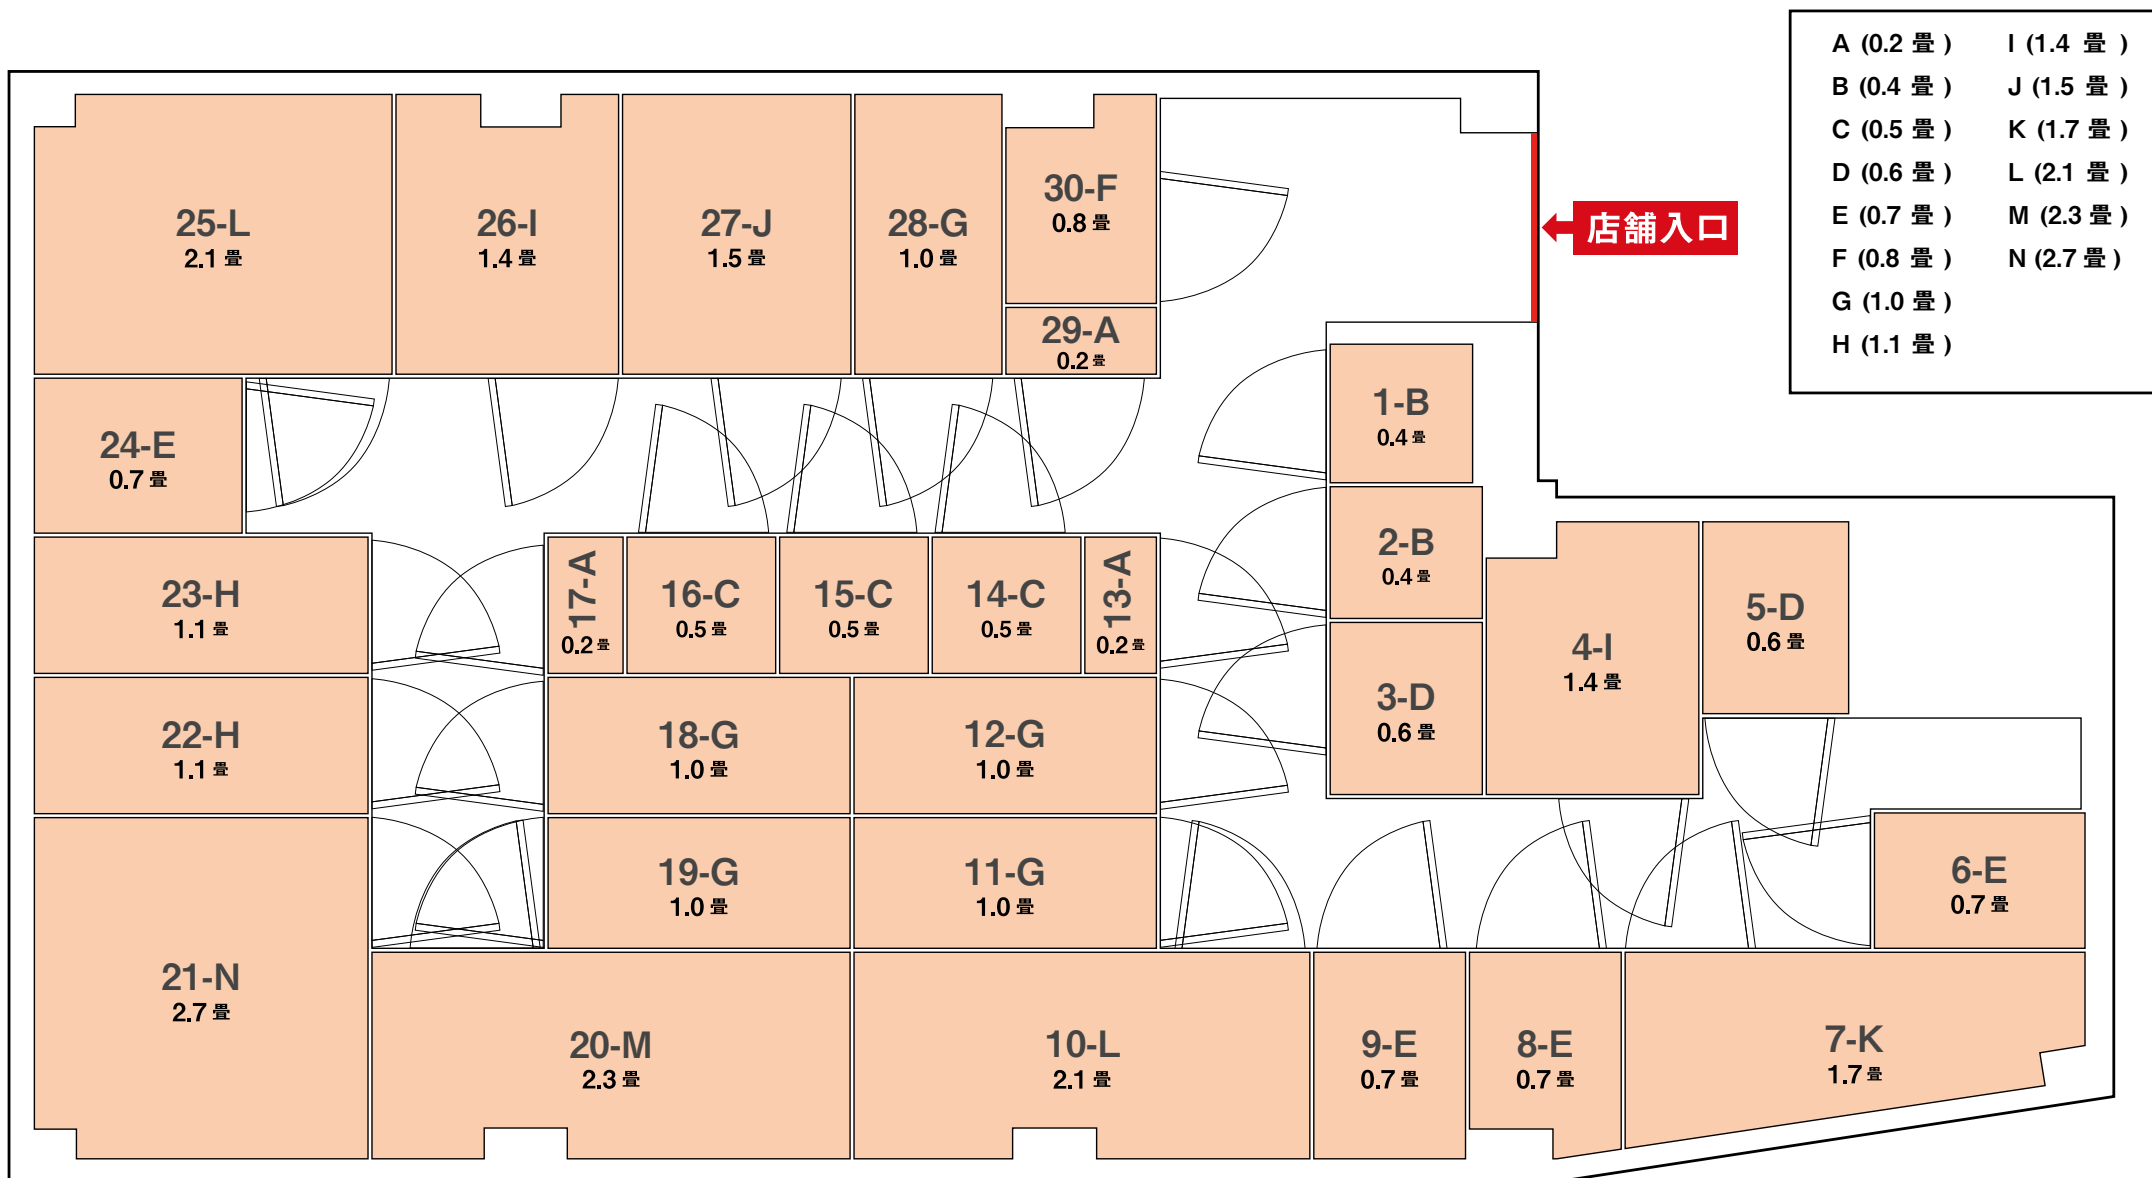 A (0.2 畳 )
B (0.4 畳 )
C (0.5 畳 )
D (0.6 畳 )
E (0.7 畳 )
F (0.8 畳 )
G (1.0 畳 )
H (1.1 畳 )
I (1.4 畳 )
J (1.5 畳 )
K (1.7 畳 )
L (2.1 畳 )
M (2.3 畳 )
N (2.7 畳 )
25-L
2.1 畳
26-I
1.4 畳
27-J
1.5 畳
28-G
1.0 畳
30-F
0.8 畳
29-A
0.2 畳
店舗入口
24-E
0.7 畳
1-B
0.4 畳
2-B
0.4 畳
3-D
0.6 畳
4-I
1.4 畳
5-D
0.6 畳
23-H
1.1 畳
17-A
0.2 畳
16-C
0.5 畳
15-C
0.5 畳
14-C
0.5 畳
13-A
0.2 畳
22-H
1.1 畳
18-G
1.0 畳
12-G
1.0 畳
19-G
1.0 畳
11-G
1.0 畳
6-E
0.7 畳
21-N
2.7 畳
20-M
2.3 畳
10-L
2.1 畳
9-E
0.7 畳
8-E
0.7 畳
7-K
1.7 畳